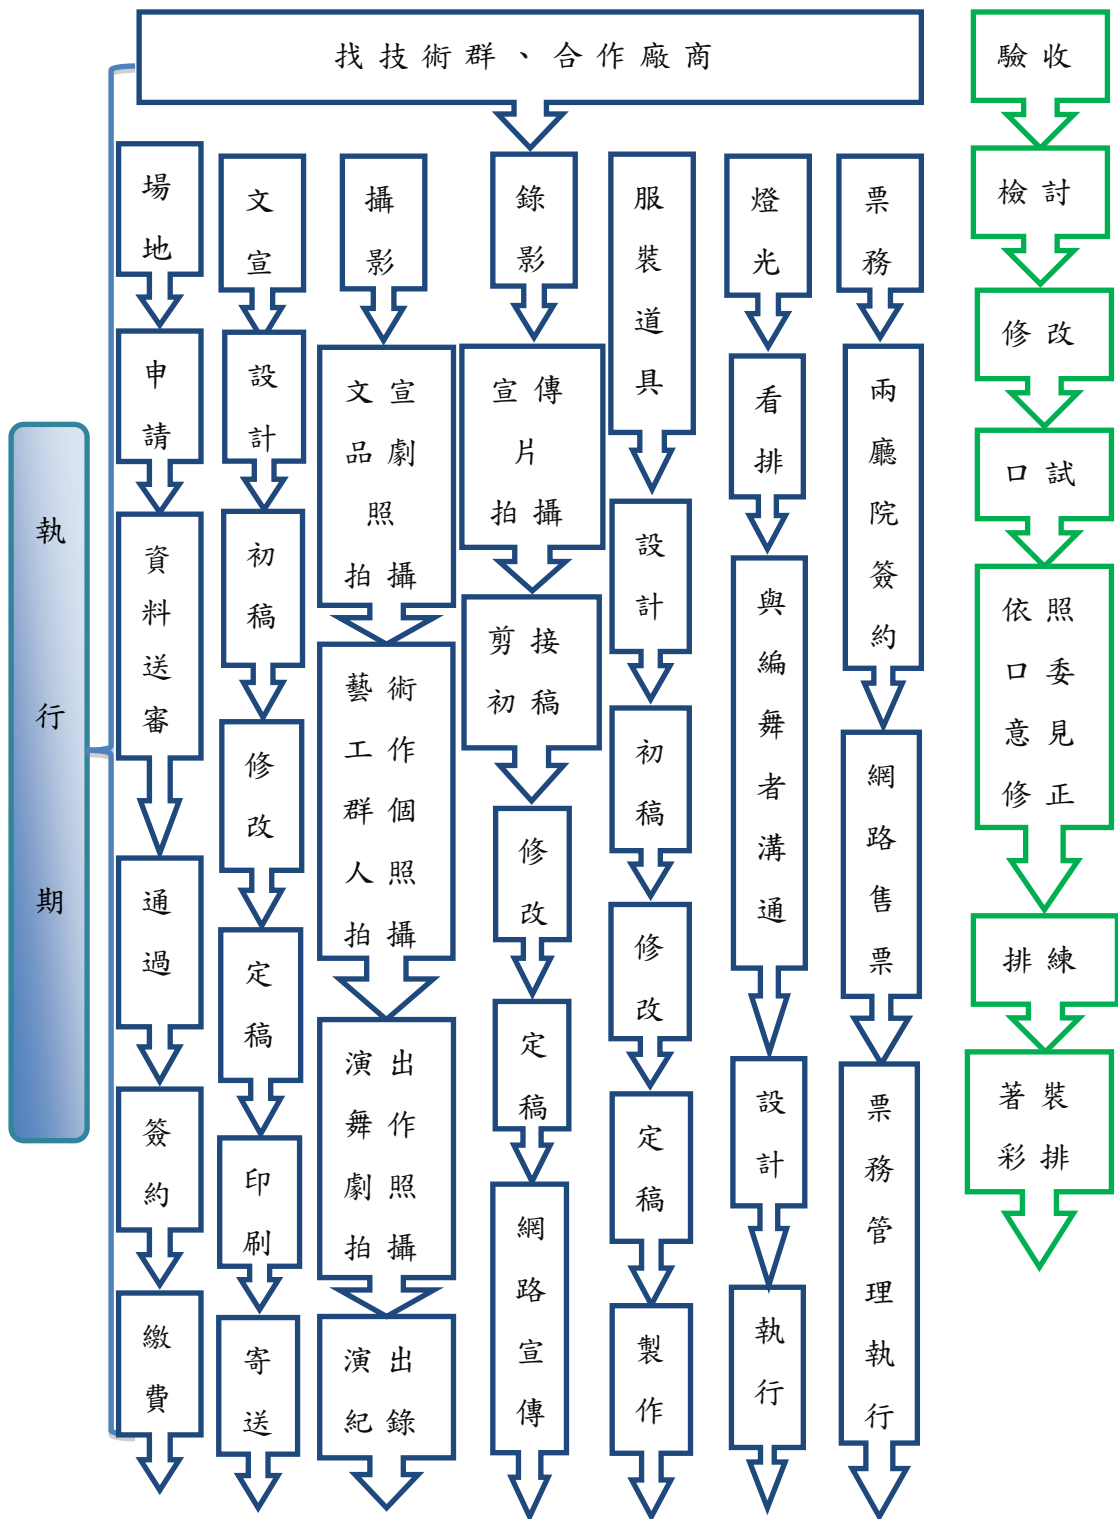 找技術群、合作廠商
執行期
場地
申請
資料送審
通過
簽約
繳費
文宣
設計
初稿
修改
定稿
印刷
寄送
攝影
文宣
品劇
照
拍攝
藝術
工作
群個
人照
拍攝
演出
舞作
劇照
拍攝
演出
紀錄
錄影
宣傳
片
拍攝
剪接
初稿
修改
定稿
網路宣傳
服裝道具
設計
初稿
修改
定稿
製作
燈光
看排
與編舞者溝通
設計
執行
票務
兩廳院簽約
網路售票
票務管理執行
驗收
檢討
修改
口試
依照
口委
意見
修正
排練
著裝
彩排